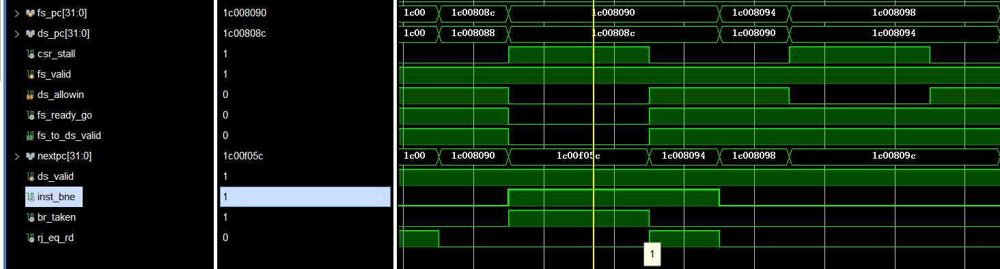 fs_pc[31:0] 1c008090 1c00 1c00808c 1c008090 1c008094 1c008098
ds_pc[31:0] 1c00808c 1c00 1c008088 1c00808c 1c008090 1c008094
csr_stall 1
fs_valid 1
ds_allowin 0
fs_ready_go 0
fs_to_ds_valid 0
nextpc[31:0] 1c00f05c 1c00 1c008090 1c00f05c 1c008094 1c008098 1c00809c
ds_valid 1
inst_bne 1
br_taken 1
rj_eq_rd 0
1